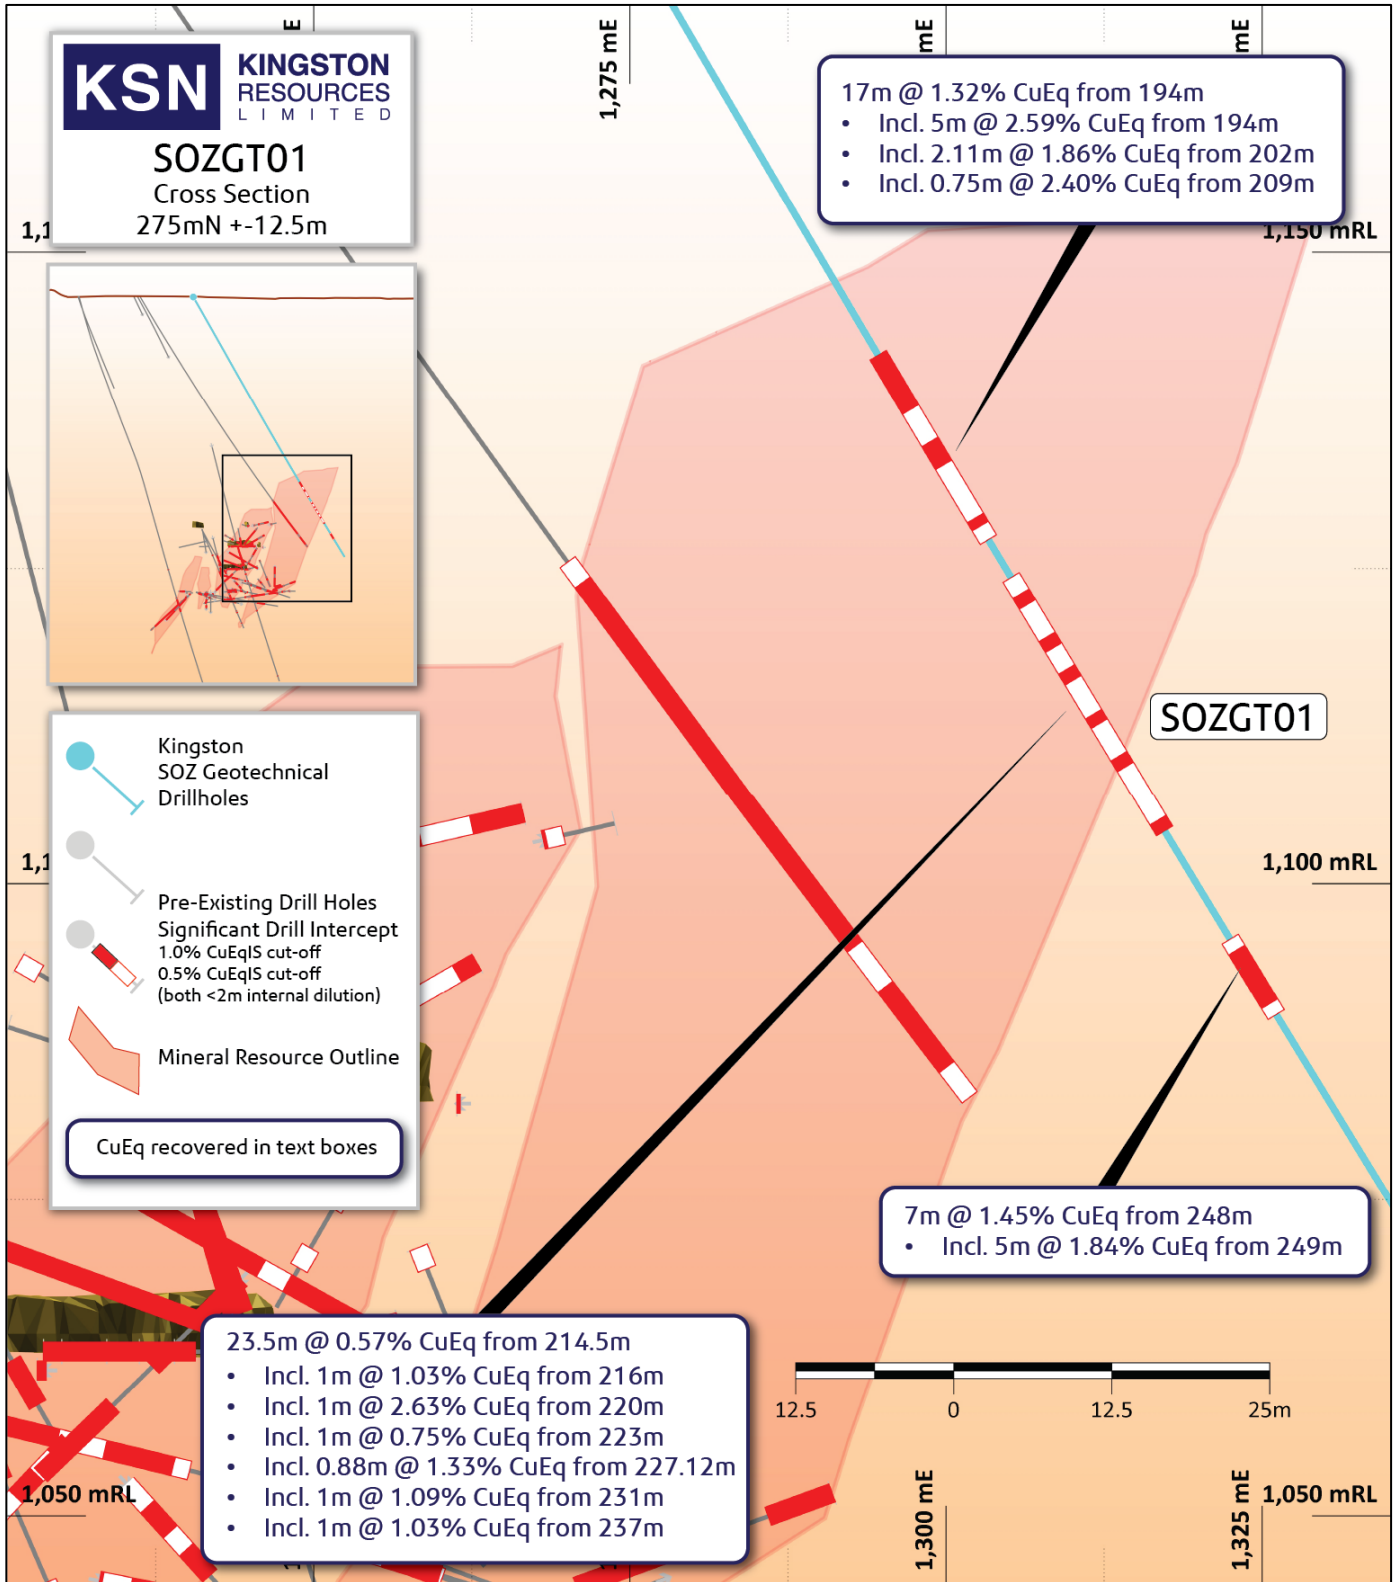 KSN
KINGSTON
RESOURCES
LIMITED
SOZGT01
Cross Section
275mN +-12.5m
E
1,275 mE
mE
mE
17m @ 1.32% CuEq from 194m
• Incl. 5m @ 2.59% CuEq from 194m
• Incl. 2.11m @ 1.86% CuEq from 202m
• Incl. 0.75m @ 2.40% CuEq from 209m
1,1
1,150 mRL
SOZGT01
Kingston
SOZ Geotechnical
Drillholes
Pre-Existing Drill Holes
Significant Drill Intercept
1.0% CuEqIS cut-off
0.5% CuEqIS cut-off
(both <2m internal dilution)
Mineral Resource Outline
CuEq recovered in text boxes
1,1
1,100 mRL
7m @ 1.45% CuEq from 248m
• Incl. 5m @ 1.84% CuEq from 249m
23.5m @ 0.57% CuEq from 214.5m
• Incl. 1m @ 1.03% CuEq from 216m
• Incl. 1m @ 2.63% CuEq from 220m
• Incl. 1m @ 0.75% CuEq from 223m
• Incl. 0.88m @ 1.33% CuEq from 227.12m
• Incl. 1m @ 1.09% CuEq from 231m
• Incl. 1m @ 1.03% CuEq from 237m
12.5 0 12.5 25m
1,050 mRL
1,300 mE
1,325 mE
1,050 mRL